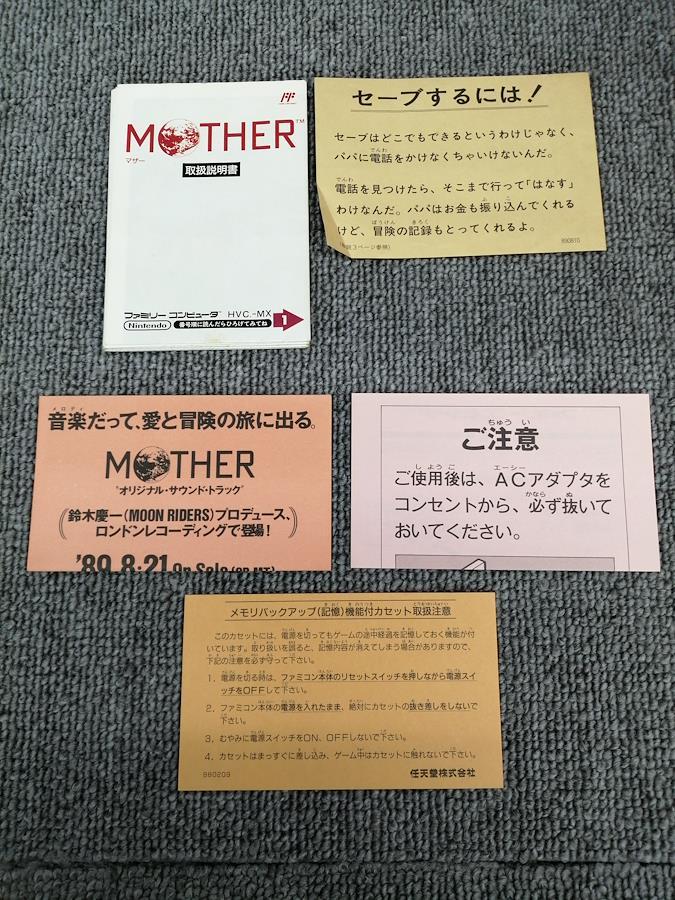 FF
MOTHER™
マザー
取扱説明書
ファミリー コンピュータ™ HVC-MX
Nintendo 番号順に読んだらひろげてみてね 1
セーブするには!
セーブはどこでもできるというわけじゃなく、
パパに電話をかけなくちゃいけないんだ。
電話を見つけたら、そこまで行って「はなす」
わけなんだ。パパはお金も振り込んでくれる
けど、冒険の記録もとってくれるよ。
3ページ参照)
890810
音楽だって、愛と冒険の旅に出る。
MOTHER
"オリジナル・サウンド・トラック"
(鈴木慶一(MOON RIDERS)プロデュース、
ロンドンレコーディングで登場!)
'89.8.21 On Sale
ご注意
ご使用後は、ACアダプタを
コンセントから、必ず抜いて
おいてください。
メモリバックアップ(記憶)機能付カセット取扱注意
このカセットには、電源を切ってもゲームの途中経過を記憶しておく機能が付
いています。取り扱いを誤ると、記憶内容が消えてしまう場合がありますので、
下記の注意を必ず守って下さい。
1. 電源を切る時は、ファミコン本体のリセットスイッチを押しながら電源スイ
ッチをOFFして下さい。
2. ファミコン本体の電源を入れたまま、絶対にカセットの抜き差しをしないで
下さい。
3. むやみに電源スイッチをON、OFFしないで下さい。
4. カセットはまっすぐに差し込み、ゲーム中はカセットに触れないで下さい。
880209
任天堂株式会社